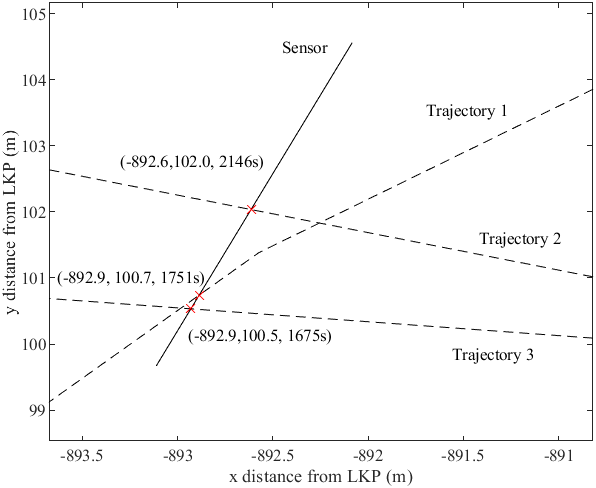 105
104
103
102
101
100
99
y distance from LKP (m)
Sensor
Trajectory 1
(-892.6,102.0, 2146s)
Trajectory 2
(-892.9, 100.7, 1751s)
(-892.9,100.5, 1675s)
Trajectory 3
-893.5
-893
-892.5
-892
-891.5
-891
x distance from LKP (m)